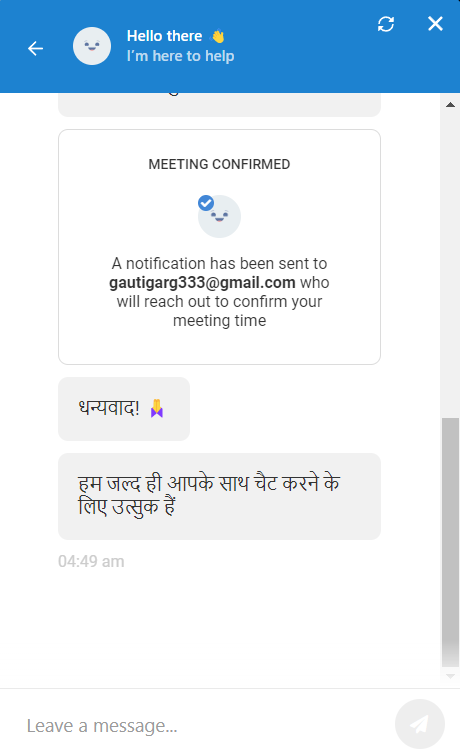 Hello there 👋
I'm here to help
MEETING CONFIRMED
A notification has been sent to
gautigarg333@gmail.com who
will reach out to confirm your
meeting time
धन्यवाद! 🙏
हम जल्द ही आपके साथ चैट करने के
लिए उत्सुक हैं
04:49 am
Leave a message...